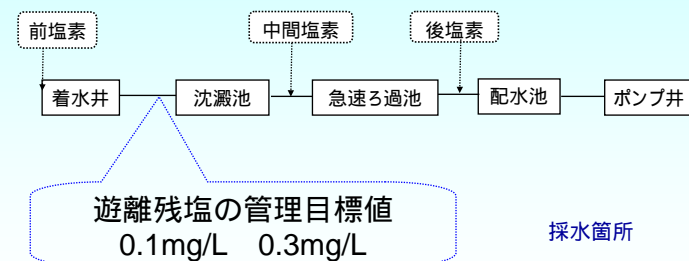 前塩素 中間塩素 後塩素
着水井 沈澱池 急速ろ過池 配水池 ポンプ井
遊離残塩の管理目標値
0.1mg/L 0.3mg/L
採水箇所